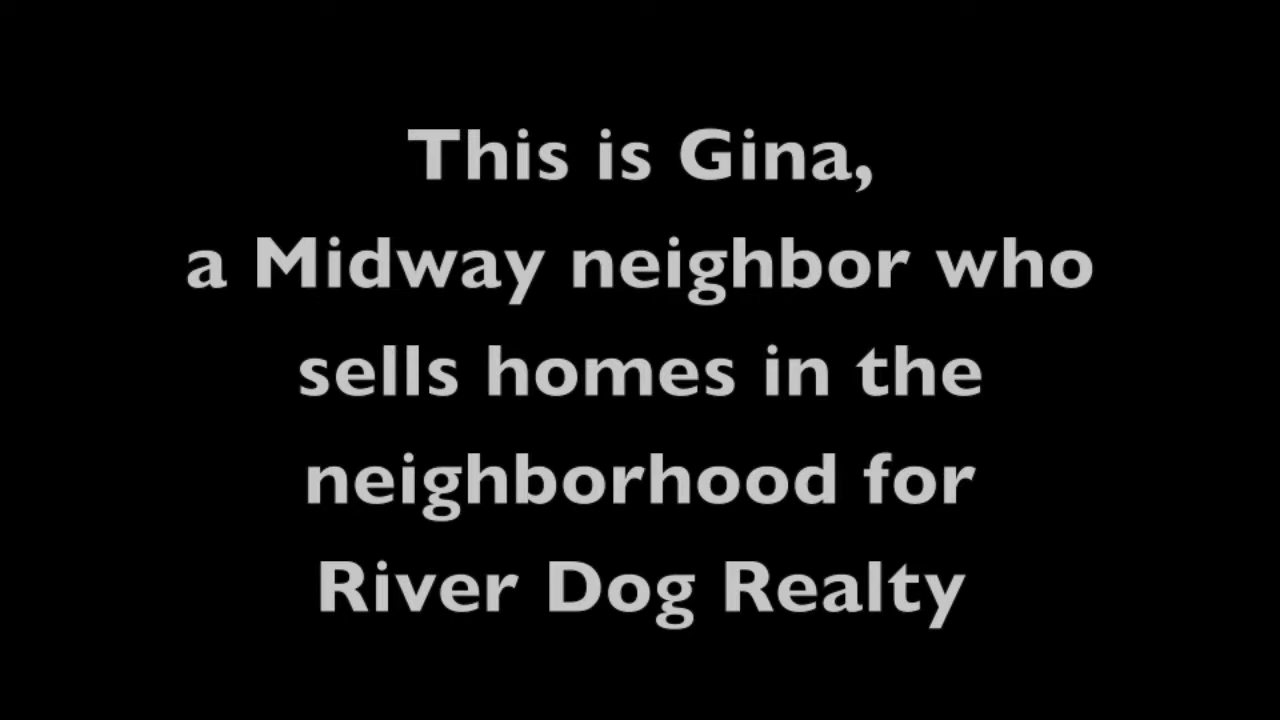 This is Gina,
a Midway neighbor who
sells homes in the
neighborhood for
River Dog Realty